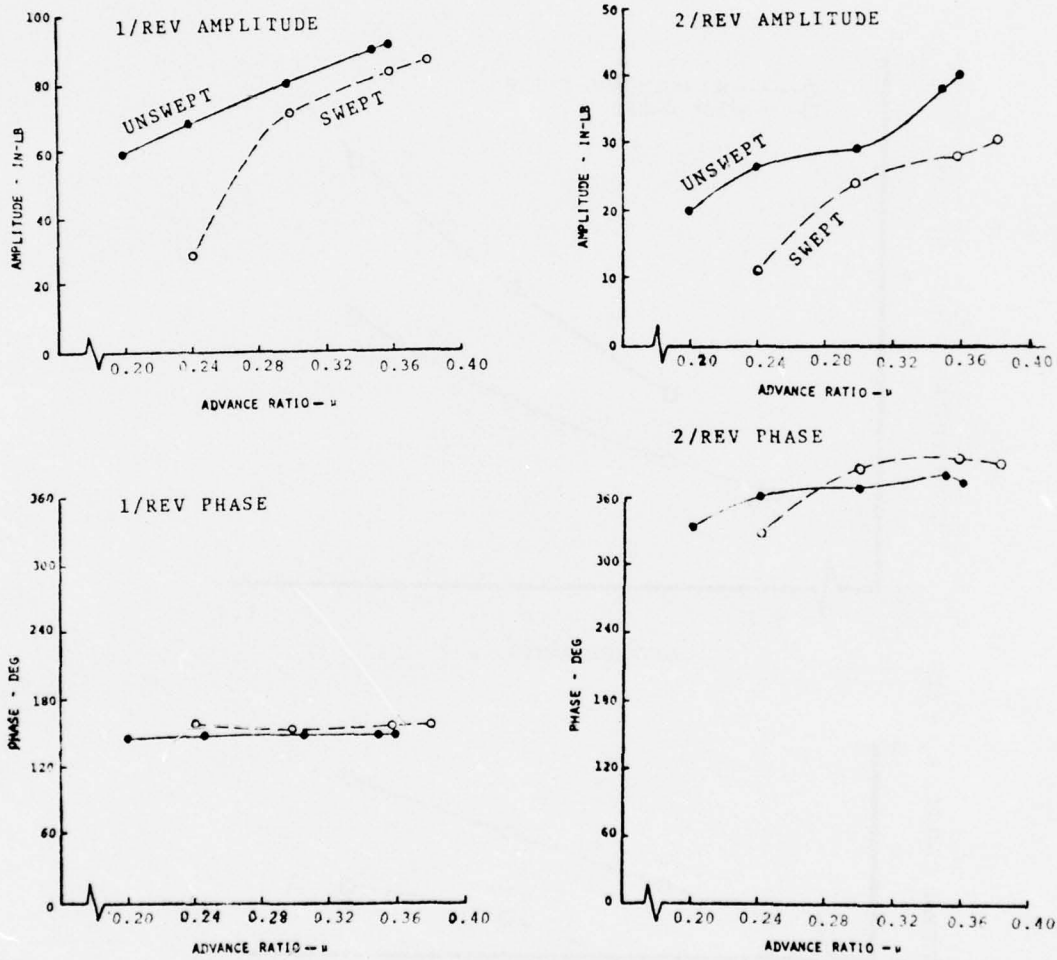 1/REV AMPLITUDE
100
80
60
40
20
0
AMPLITUDE - IN-LB
UNSWEPT
SWEPT
0.20 0.24 0.28 0.32 0.36 0.40
ADVANCE RATIO — μ
2/REV AMPLITUDE
50
40
30
20
10
0
AMPLITUDE - IN-LB
UNSWEPT
SWEPT
0.20 0.24 0.28 0.32 0.36 0.40
ADVANCE RATIO — μ
1/REV PHASE
360
300
240
180
120
60
0
PHASE - DEG
0.20 0.24 0.28 0.32 0.36 0.40
ADVANCE RATIO — μ
2/REV PHASE
360
300
240
180
120
60
0
PHASE - DEG
0.20 0.24 0.28 0.32 0.36 0.40
ADVANCE RATIO — μ